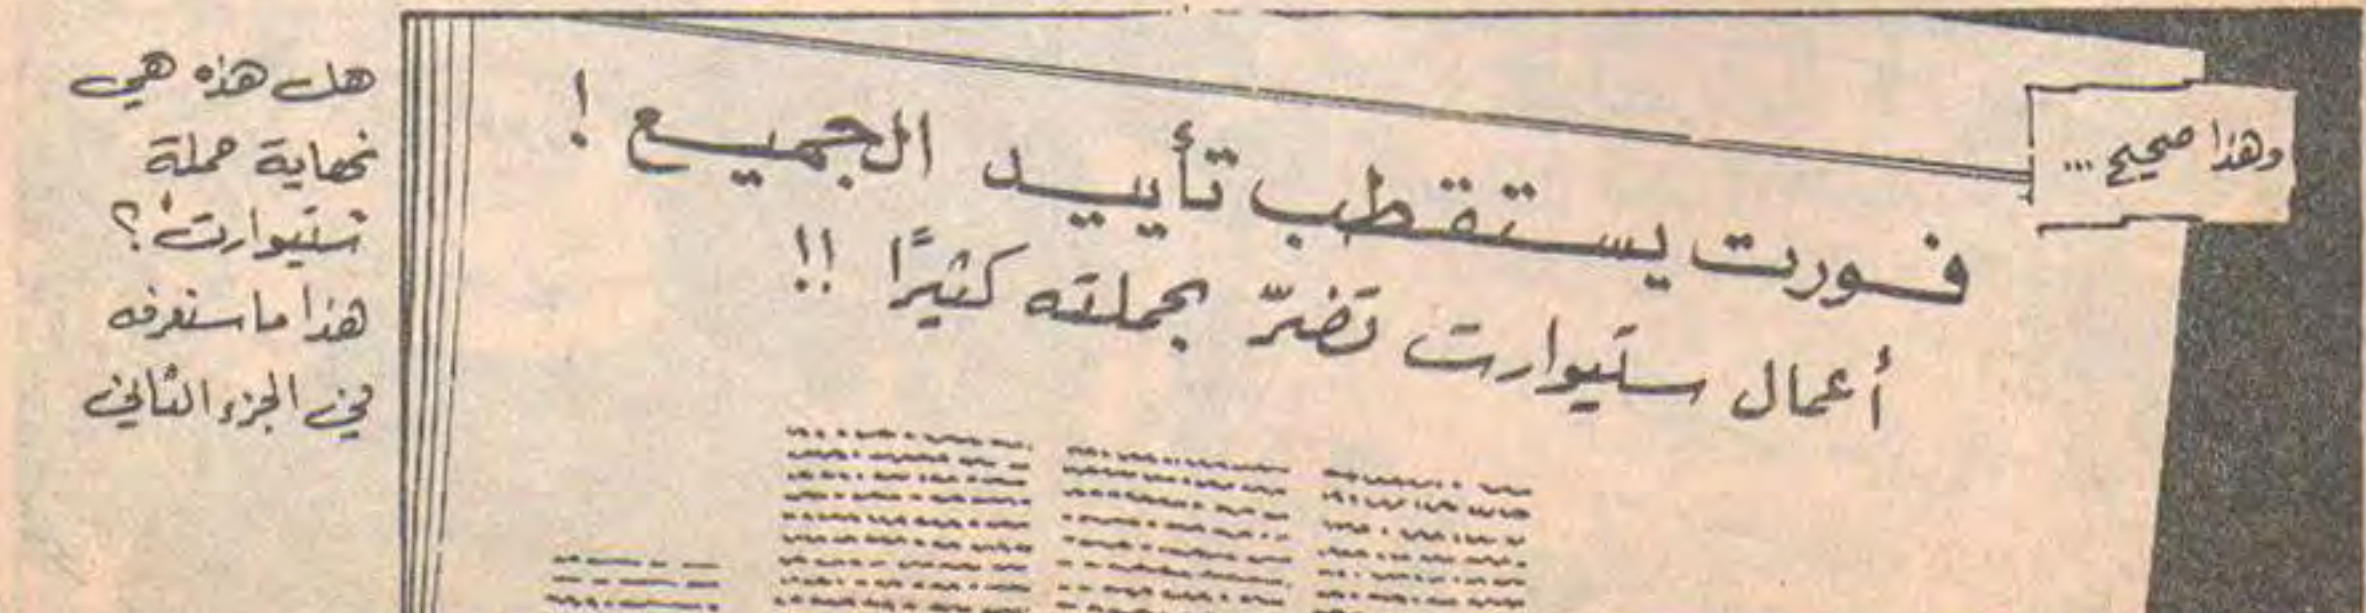 وهذا صحيح...
فورت يستقطب تأييد الجميع!
أعمال ستيوارت تضرّ بحملته كثيرًا!!
هل هذه هي
نهاية حملة
ستيوارت؟
هذا ما سنعرفه
في الجزء الثاني